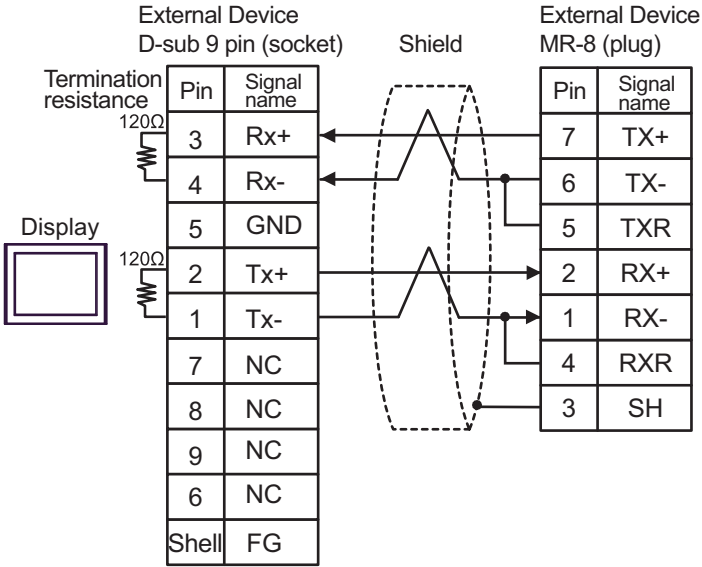 External Device
D-sub 9 pin (socket)
Shield
External Device
MR-8 (plug)
Termination
resistance
Pin
Signal
name
120Ω
3 Rx+
4 Rx-
5 GND
Display
120Ω
2 Tx+
1 Tx-
7 NC
8 NC
9 NC
6 NC
Shell FG
Pin
Signal
name
7 TX+
6 TX-
5 TXR
2 RX+
1 RX-
4 RXR
3 SH